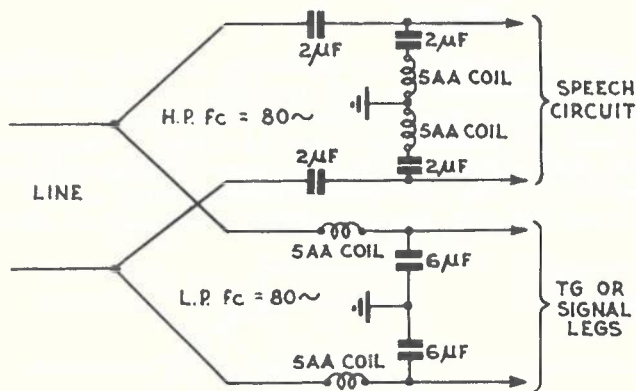 2µF
2µF
5AA COIL
SPEECH
CIRCUIT
H.P. fc = 80~
5AA COIL
2µF
2µF
LINE
5AA COIL
6µF
L.P. fc = 80~
TG OR
SIGNAL
LEGS
6µF
5AA COIL